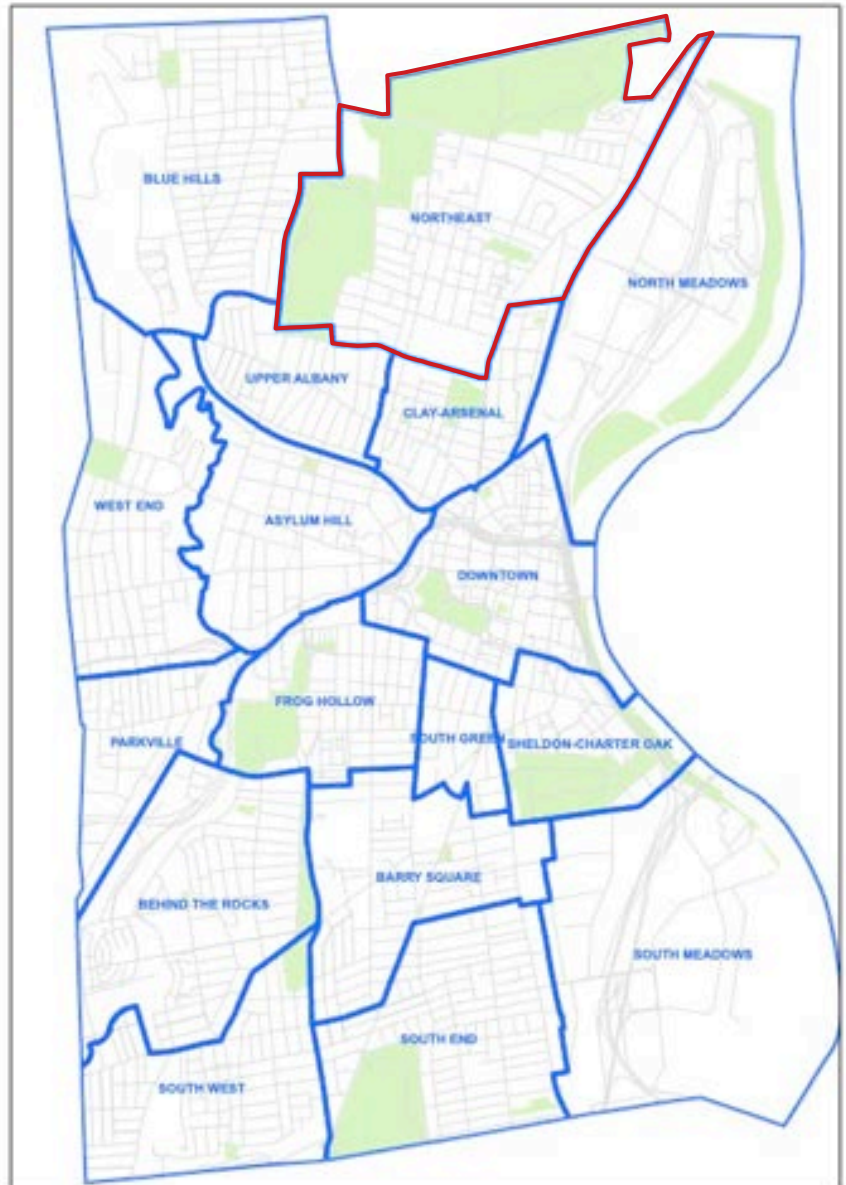 BLUE HILLS
NORTHEAST
NORTH MEADOWS
UPPER ALBANY
CLAY-ARSENAL
WEST END
ASYLUM HILL
DOWNTOWN
FROG HOLLOW
PARKVILLE
SOUTH GREEN
SHELDON-CHARTER OAK
BARRY SQUARE
BEHIND THE ROCKS
SOUTH MEADOWS
SOUTH END
SOUTH WEST